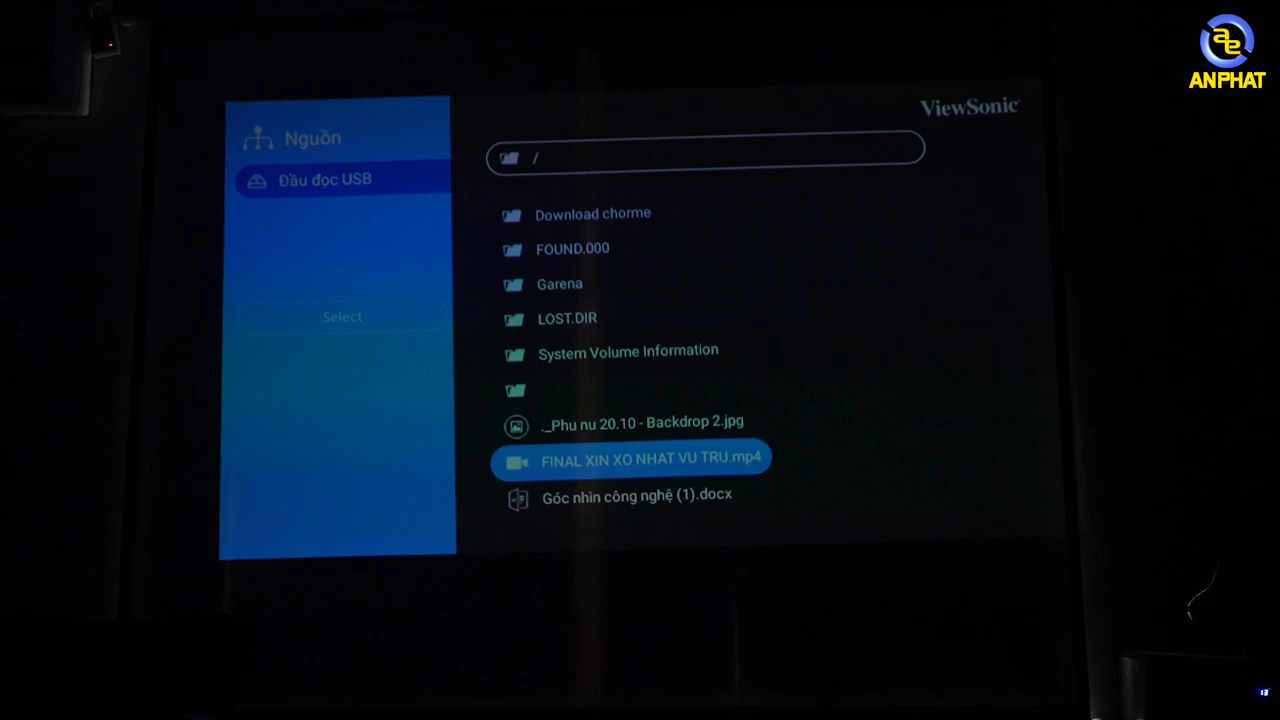 ae
ANPHAT
ViewSonic
Nguồn
Đầu đọc USB
Select
/
Download chorme
FOUND.000
Garena
LOST.DIR
System Volume Information
._Phu nu 20.10 - Backdrop 2.jpg
FINAL XIN XO NHAT VU TRU.mp4
Góc nhìn công nghệ (1).docx